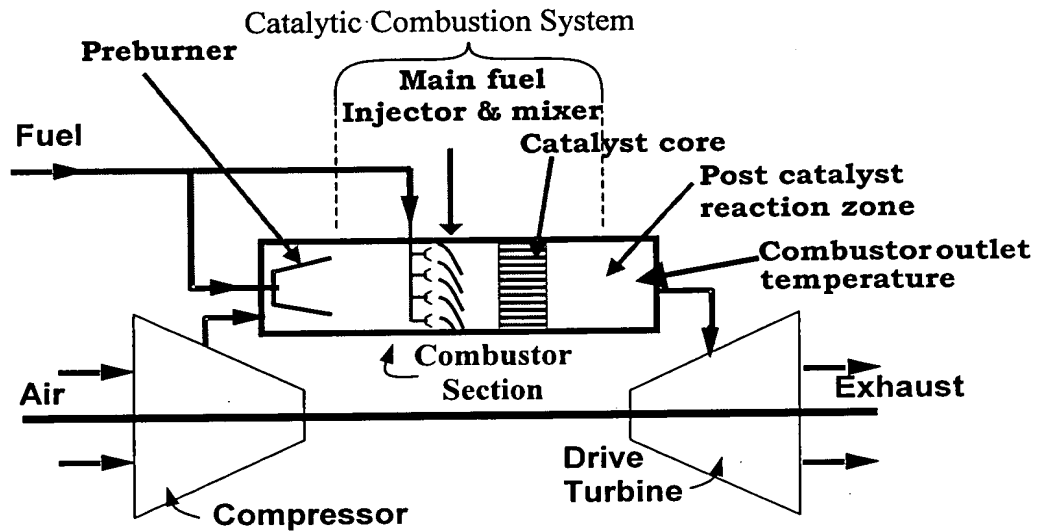 Catalytic Combustion System
Preburner
Main fuel
Injector & mixer
Fuel
Catalyst core
Post catalyst
reaction zone
Combustor outlet
temperature
Combustor
Section
Air
Exhaust
Drive
Turbine
Compressor